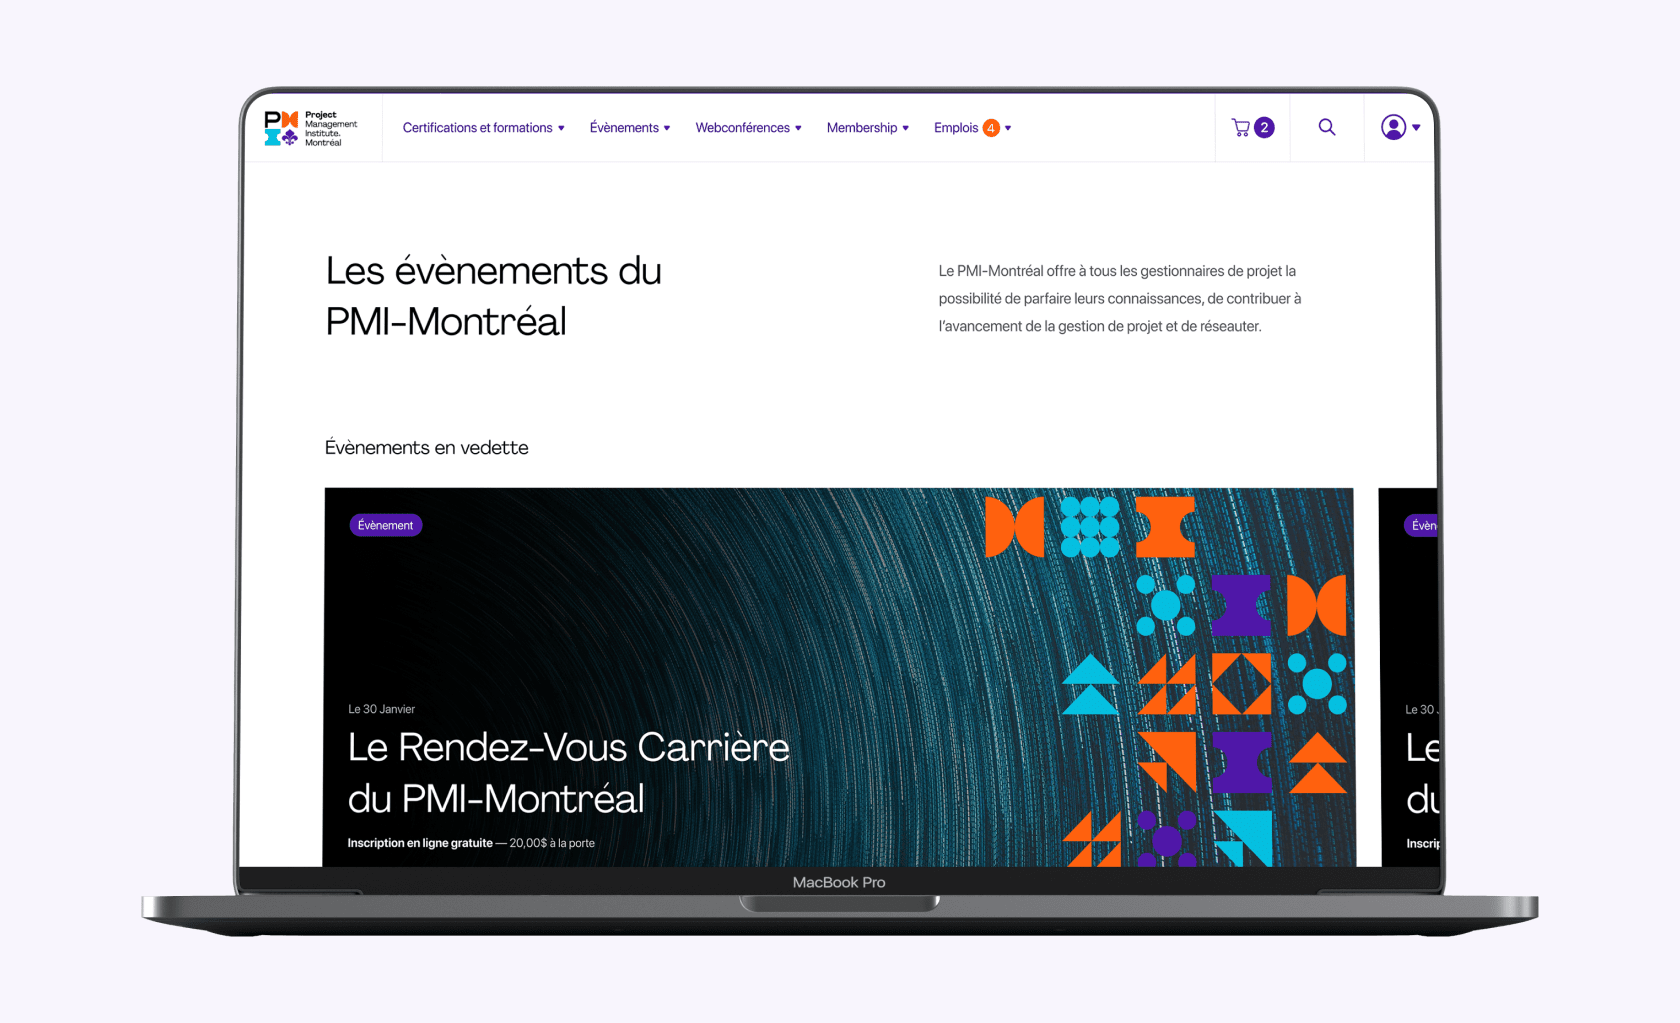 Project
Management
Institute.
Montréal
Certifications et formations
Évènements
Webconférences
Membership
Emplois 4
2
Les évènements du
PMI-Montréal
Le PMI-Montréal offre à tous les gestionnaires de projet la
possibilité de parfaire leurs connaissances, de contribuer à
l'avancement de la gestion de projet et de réseauter.
Évènements en vedette
Évènement
Le 30 Janvier
Le Rendez-Vous Carrière
du PMI-Montréal
Inscription en ligne gratuite — 20,00$ à la porte
Évèn
Le 30
Le
du
Inscrip
MacBook Pro